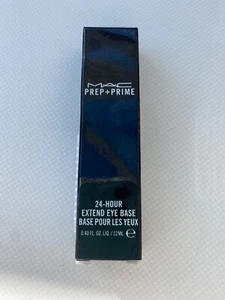 MAC
PREP+PRIME
24-HOUR
EXTEND EYE BASE
BASE POUR LES YEUX
0.40 FL.OZ.LIQ./12ML ℮